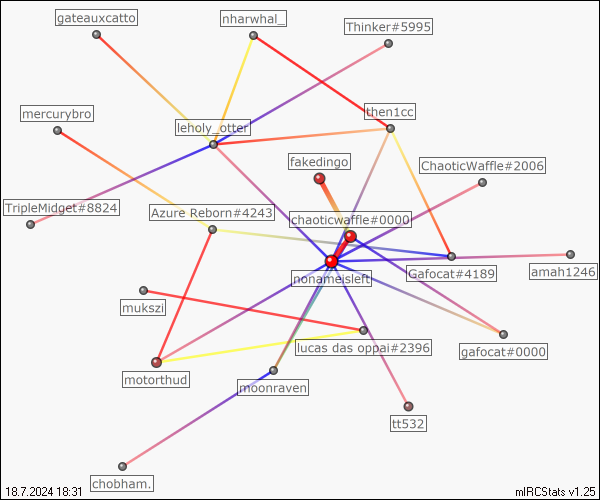 gateauxcatto
nharwhal_
Thinker#5995
mercurybro
leholy_otter
then1cc
fakedingo
ChaoticWaffle#2006
TripleMidget#8824
Azure Reborn#4243
chaoticwaffle#0000
nonameisleft
Gafocat#4189
amah1246
mukszi
lucas das oppai#2396
gafocat#0000
motorthud
moonraven
tt532
chobham.
18.7.2024 18:31
mIRCStats v1.25